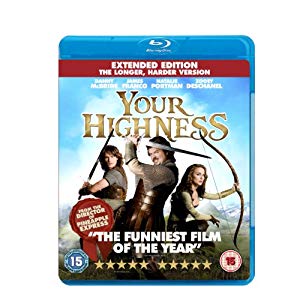 Blu-ray Disc
EXTENDED EDITION
THE LONGER, HARDER VERSION
DANNY McBRIDE JAMES FRANCO NATALIE PORTMAN ZOOEY DESCHANEL
YOUR
HIGHNESS
FROM THE
DIRECTOR
OF
PINEAPPLE
EXPRESS
"THE FUNNIEST FILM
OF THE YEAR"
15
15